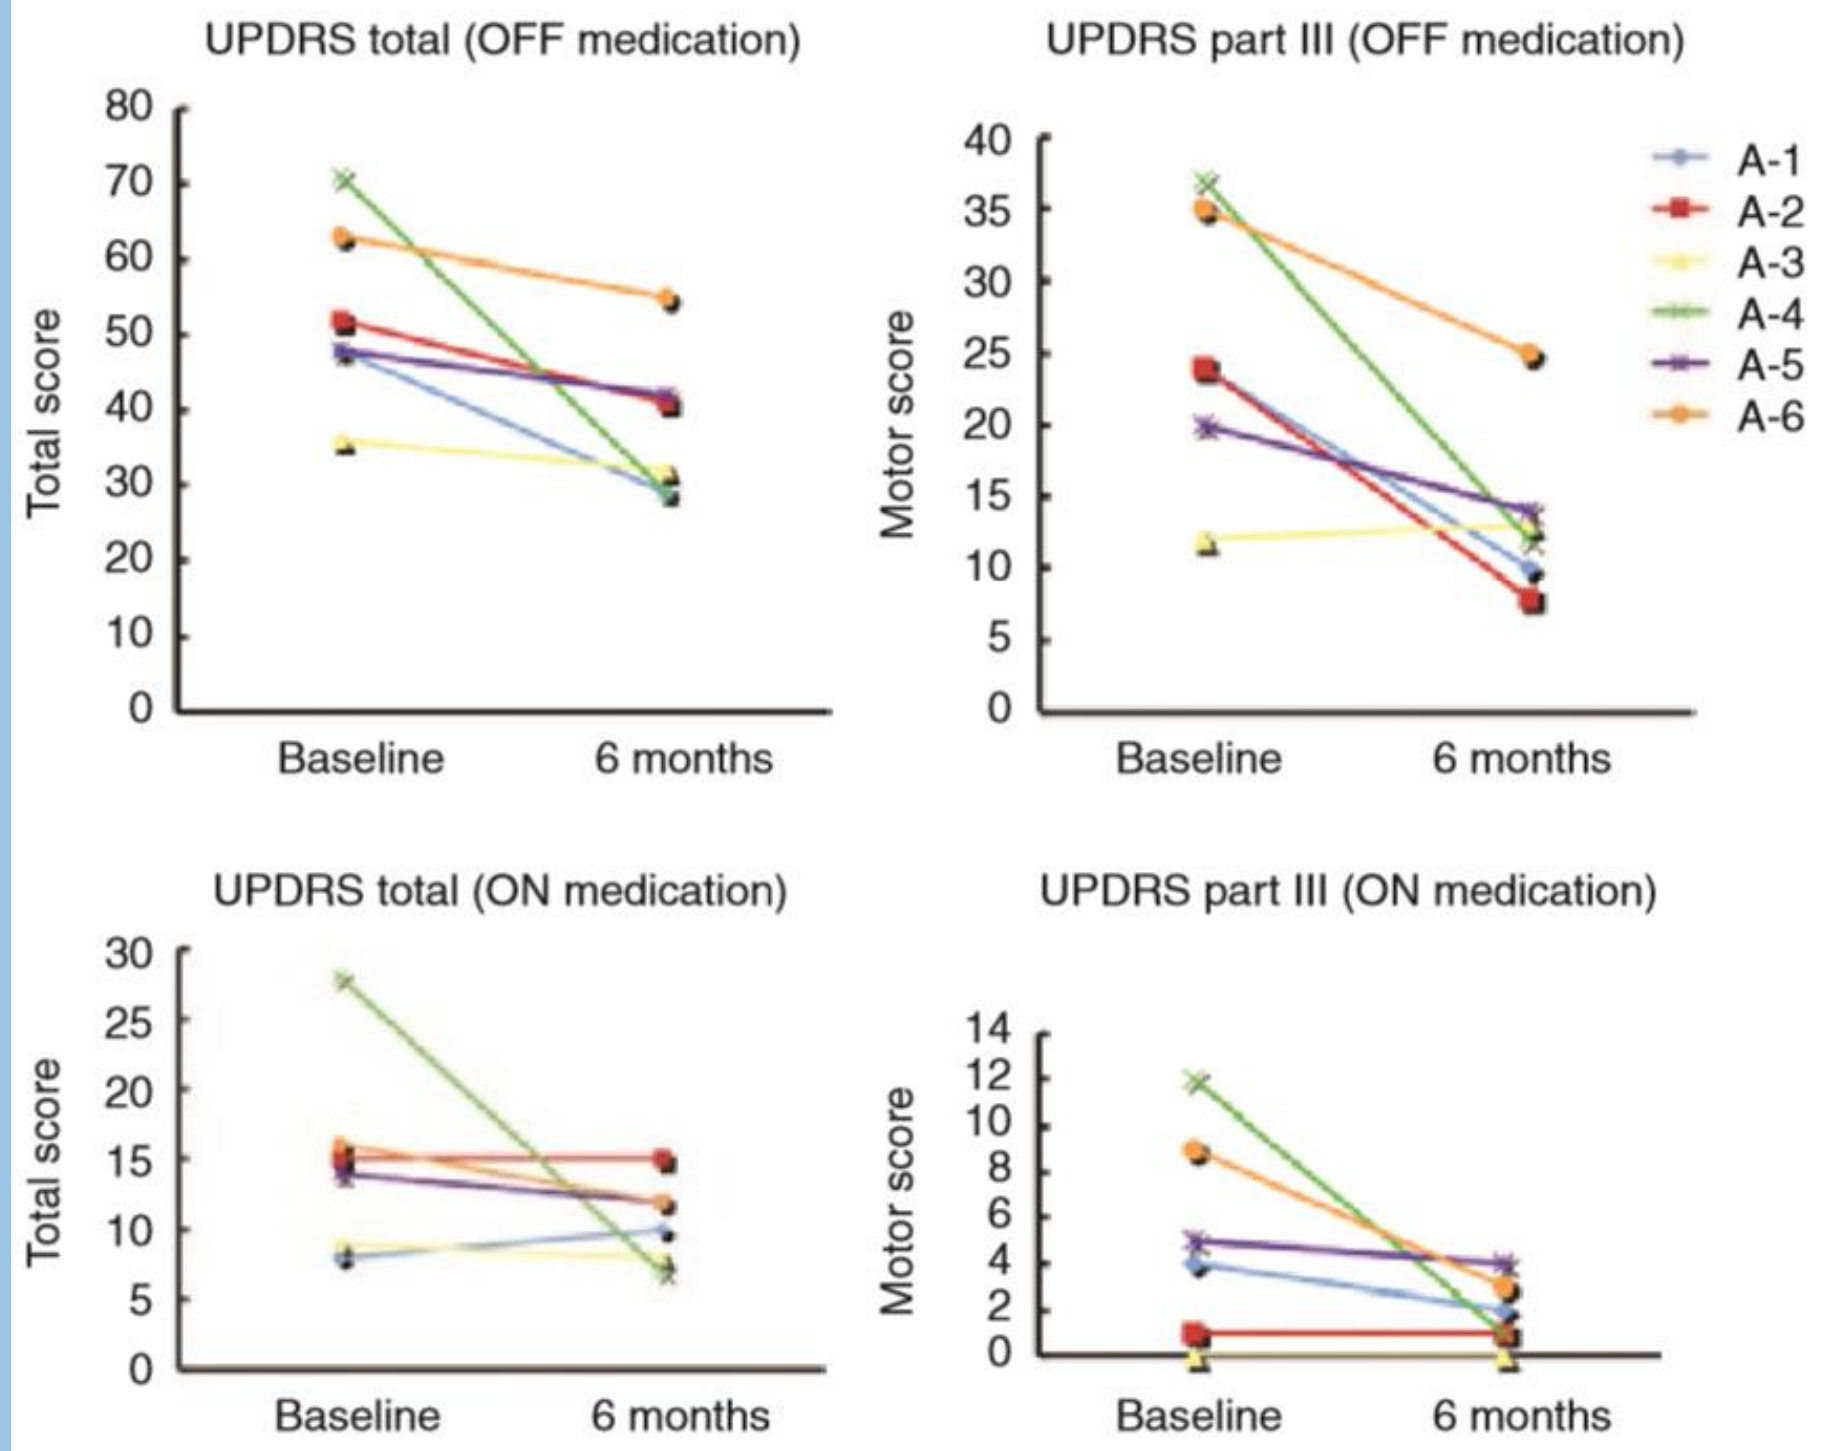 UPDRS total (OFF medication)
80
70
60
50
40
30
20
10
0
Total score
Baseline 6 months
UPDRS part III (OFF medication)
40
35
30
25
20
15
10
5
0
Motor score
Baseline 6 months
A-1
A-2
A-3
A-4
A-5
A-6
UPDRS total (ON medication)
30
25
20
15
10
5
0
Total score
Baseline 6 months
UPDRS part III (ON medication)
14
12
10
8
6
4
2
0
Motor score
Baseline 6 months